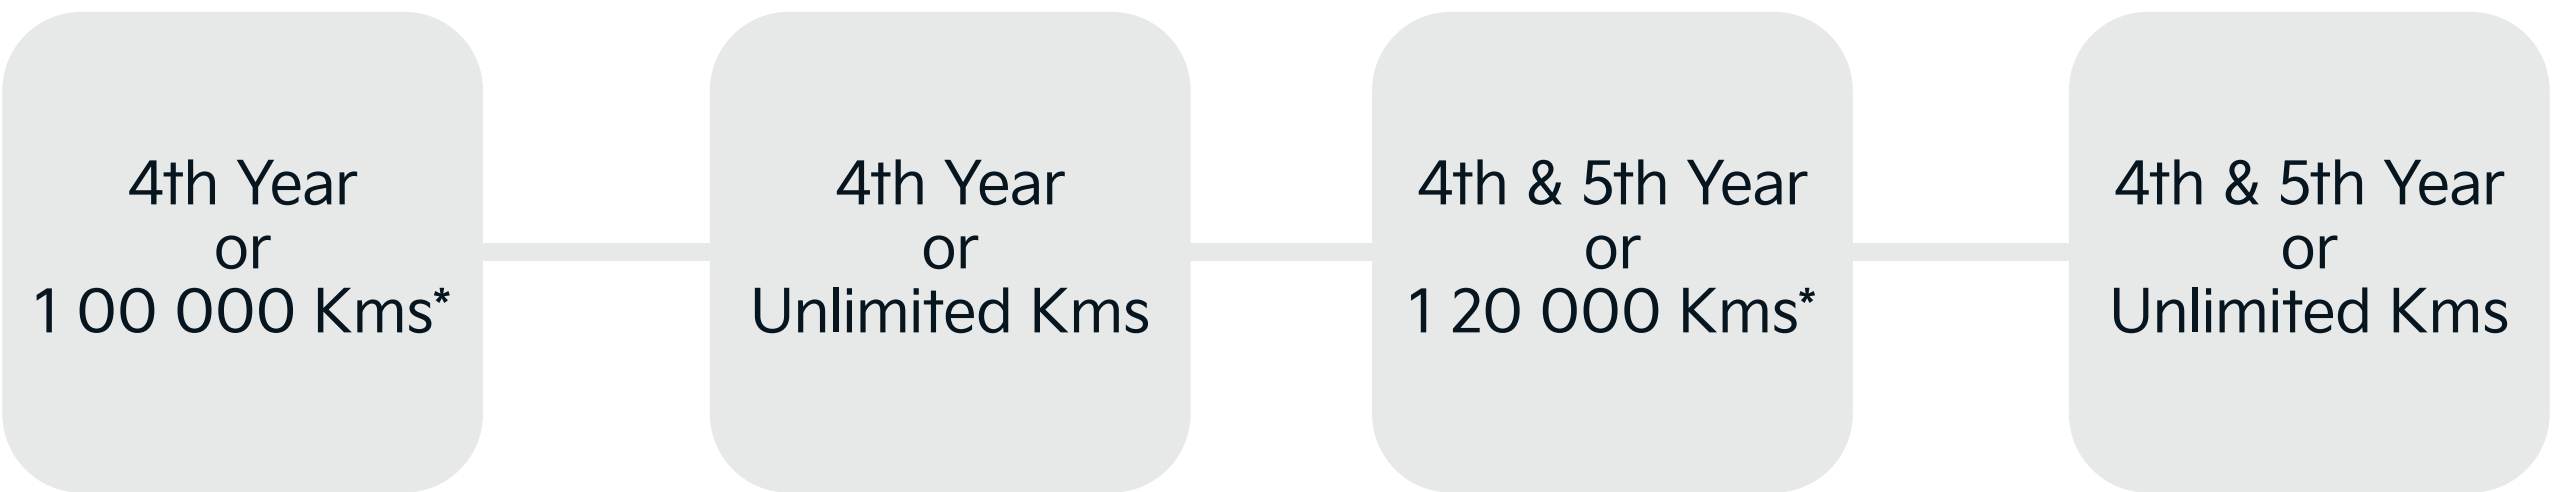 4th Year
or
1 00 000 Kms*
4th Year
or
Unlimited Kms
4th & 5th Year
or
1 20 000 Kms*
4th & 5th Year
or
Unlimited Kms